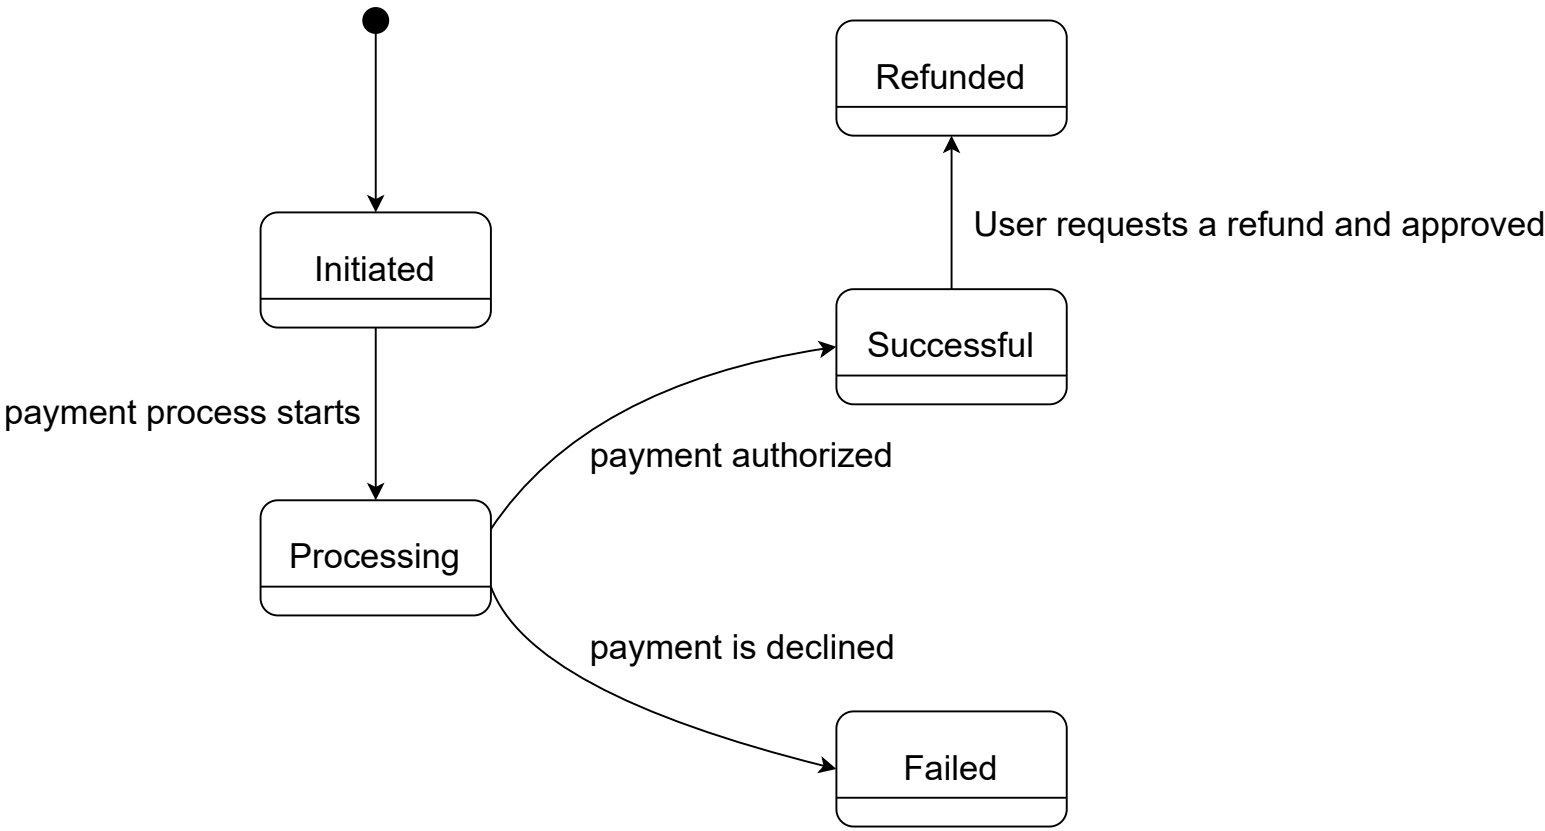 Refunded
User requests a refund and approved
Initiated
Successful
payment process starts
payment authorized
Processing
payment is declined
Failed